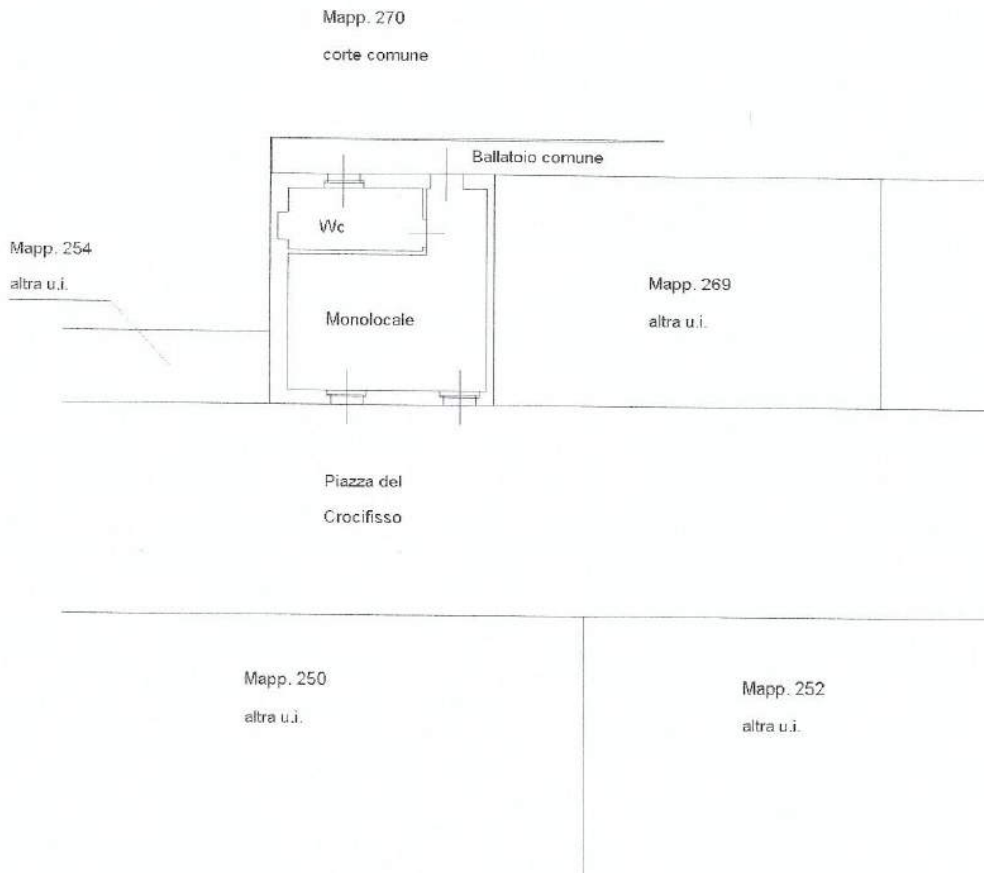 Mapp. 270
corte comune
Ballatoio comune
Wc
Mapp. 254
altra u.i.
Mapp. 269
altra u.i.
Monolocale
Piazza del
Crocifisso
Mapp. 250
altra u.i.
Mapp. 252
altra u.i.